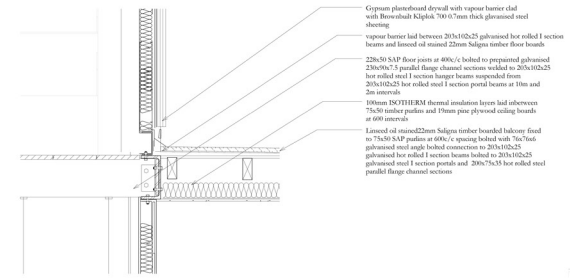 Gypsum plasterboard drywall with vapour barrier clad
with Brownbuilt Kliplok 700 0.7mm thick glavanised steel
sheeting
vapour barrier laid between 203x102x25 galvanised hot rolled I section
beams and linseed oil stained 22mm Saligna timber floor boards
228x50 SAP floor joists at 400c/c bolted to prepainted galvanised
230x90x7.5 parallel flange channel sections welded to 203x102x25
hot rolled steel I section hanger beams suspended from
203x102x25 hot rolled steel I section portal beams at 10m and
2m intervals
100mm ISOTHERM thermal insulation layers laid inbetween
75x50 timber purlins and 19mm pine plywood ceiling boards
at 600 intervals
Linseed oil stained22mm Saligna timber boarded balcony fixed
to 75x50 SAP purlins at 600c/c spacing bolted with 76x76x6
galvanised steel angle bolted connection to 203x102x25
galvanised hot rolled I section beams bolted to 203x102x25
galvanised steel I section portals and 200x75x35 hot rolled steel
parallel flange channel sections